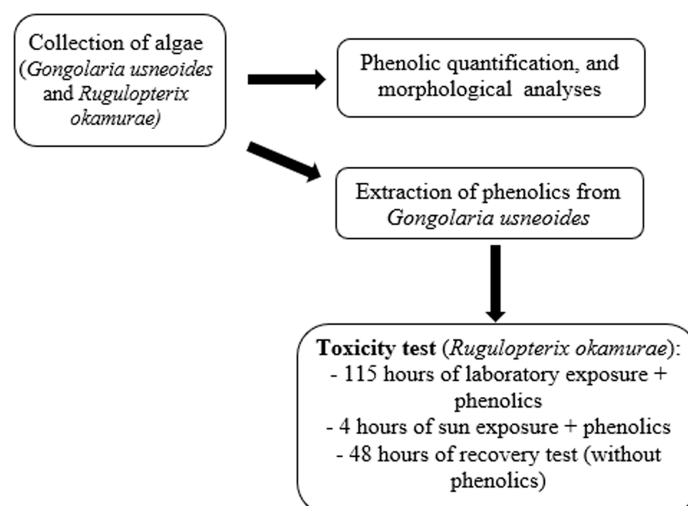 Collection of algae
(Gongolaria usneoides
and Rugulopterix
okamurae)
Phenolic quantification, and
morphological analyses
Extraction of phenolics from
Gongolaria usneoides
Toxicity test (Rugulopterix okamurae):
- 115 hours of laboratory exposure +
phenolics
- 4 hours of sun exposure + phenolics
- 48 hours of recovery test (without
phenolics)